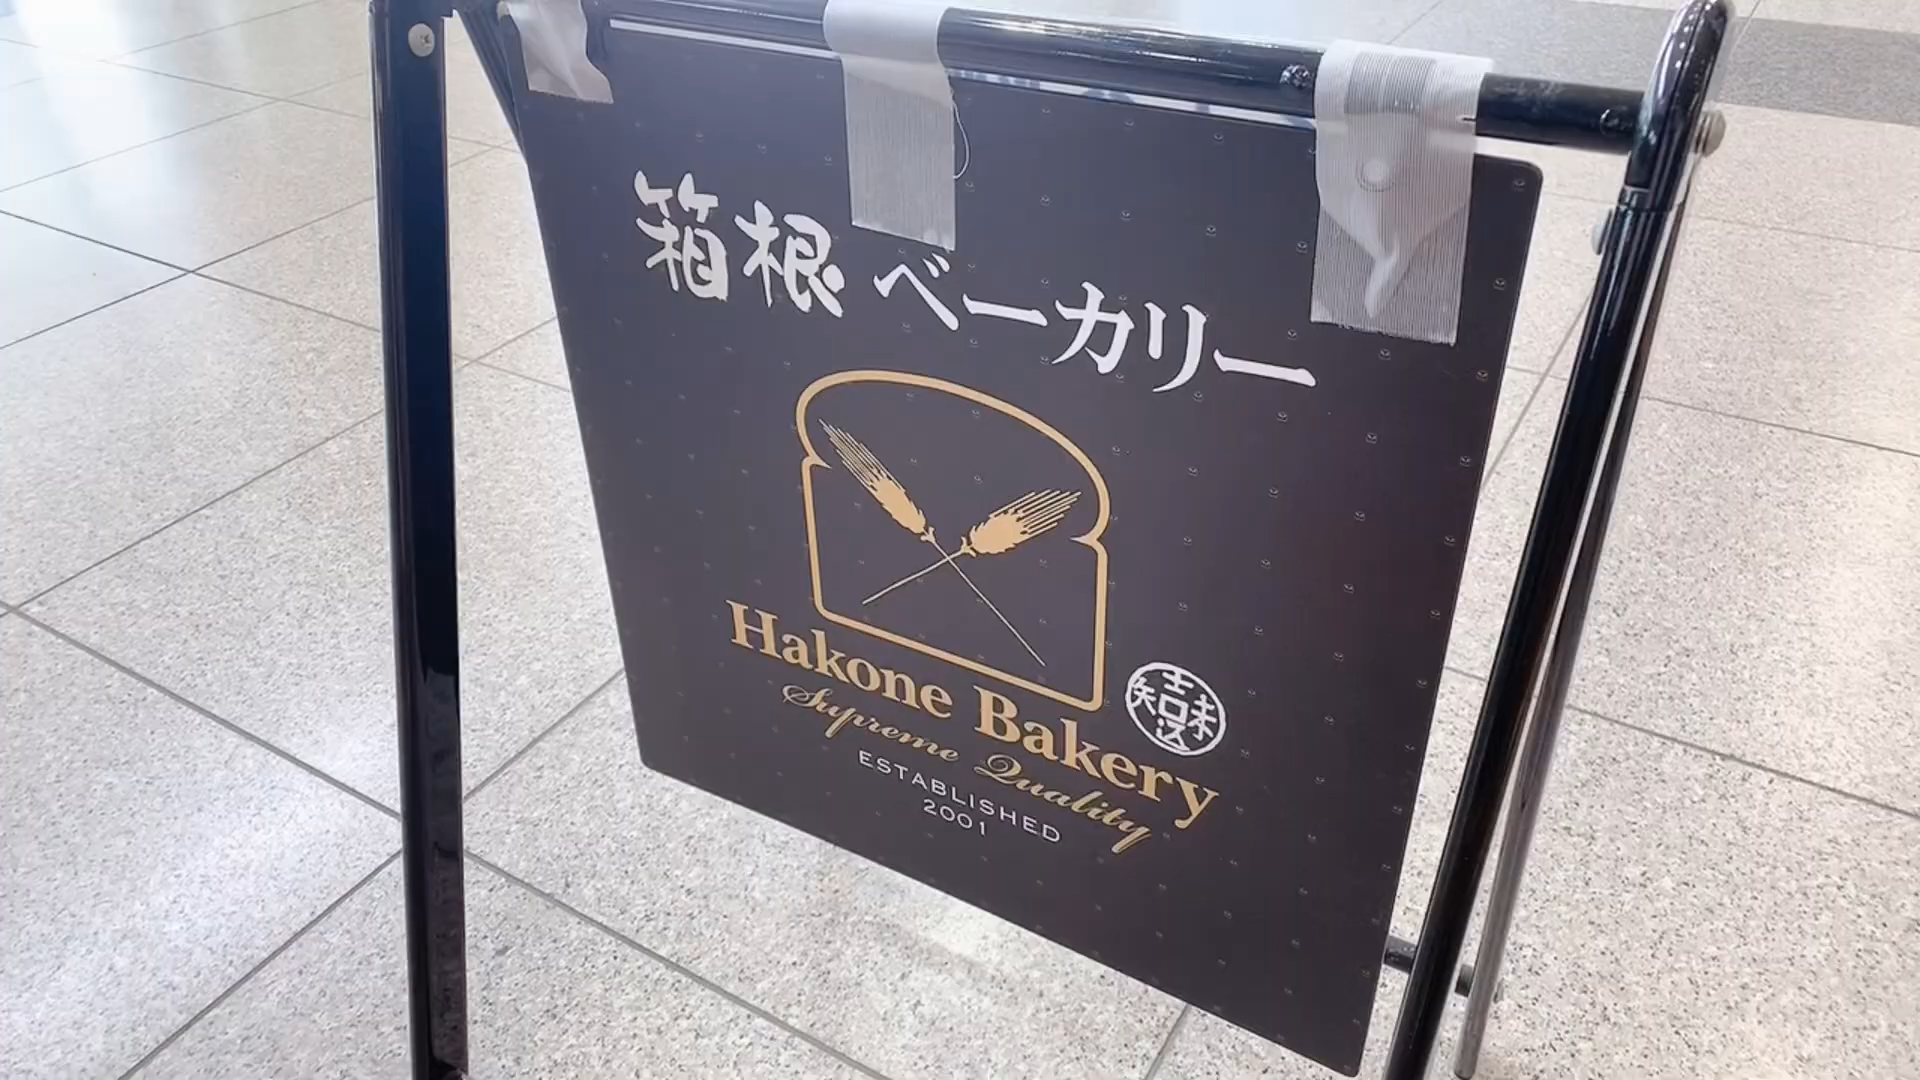 箱根ベーカリー
Hakone Bakery
Supreme Quality
ESTABLISHED
2001